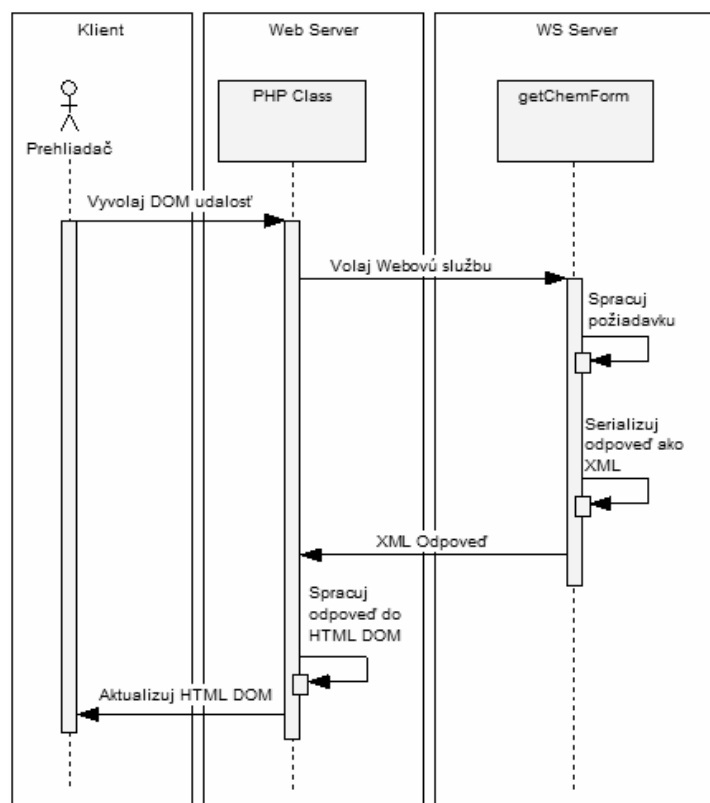 Klient
Web Server
WS Server
PHP Class
getChemForm
Prehliadač
Vyvolaj DOM udalosť
Volaj Webovú službu
Spracuj
požiadavku
Serializuj
odpoveď ako
XML
XML Odpoveď
Spracuj
odpoveď do
HTML DOM
Aktualizuj HTML DOM